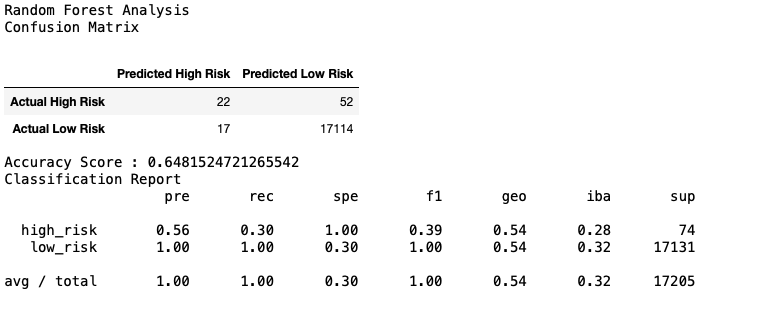 Random Forest Analysis
Confusion Matrix
Predicted High Risk Predicted Low Risk
Actual High Risk 22 52
Actual Low Risk 17 17114
Accuracy Score : 0.6481524721265542
Classification Report
pre rec spe f1 geo iba sup
high_risk 0.56 0.30 1.00 0.39 0.54 0.28 74
low_risk 1.00 1.00 0.30 1.00 0.54 0.32 17131
avg / total 1.00 1.00 0.30 1.00 0.54 0.32 17205